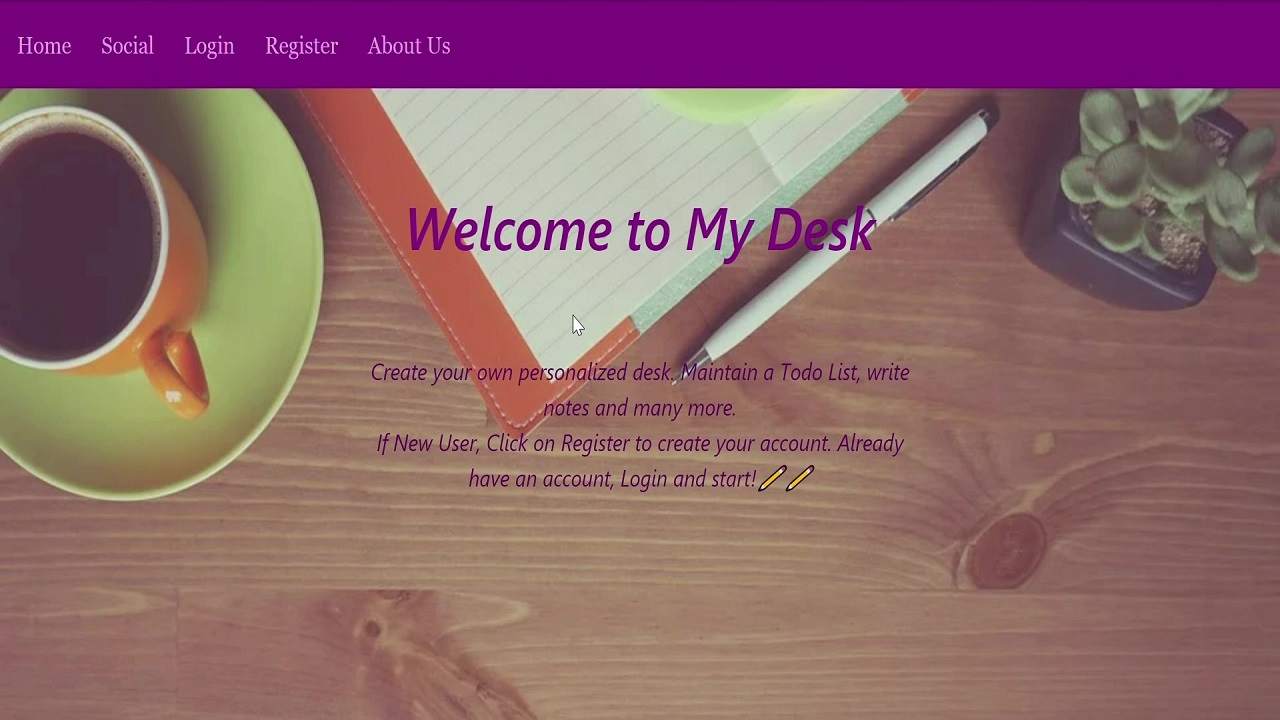 Home Social Login Register About Us
Welcome to My Desk
Create your own personalized desk. Maintain a Todo List, write
notes and many more.
If New User, Click on Register to create your account. Already
have an account, Login and start!✏️✏️